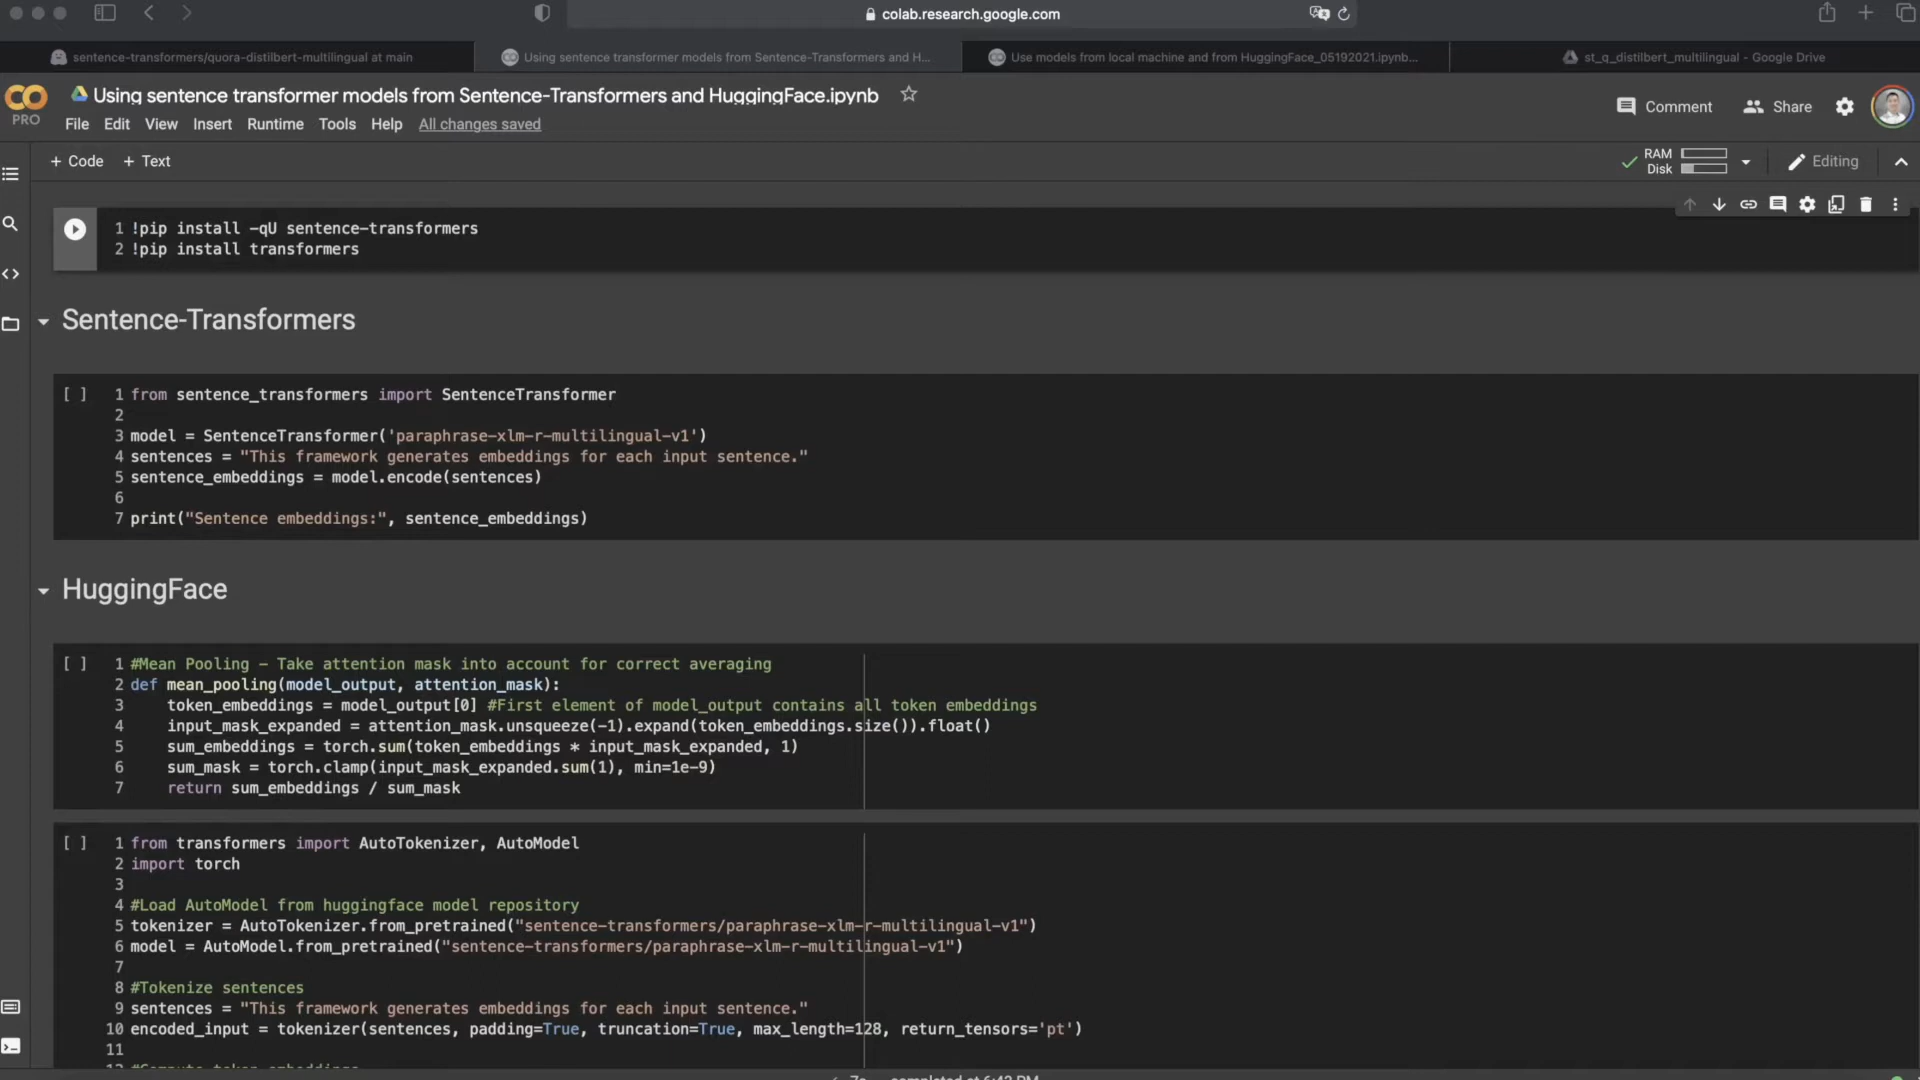 colab.research.google.com
sentence-transformers/quora-distilbert-multilingual at main
Using sentence transformer models from Sentence-Transformers and H...
Use models from local machine and from HuggingFace_05192021.ipynb...
st_q_distilbert_multilingual - Google Drive
Using sentence transformer models from Sentence-Transformers and HuggingFace.ipynb
PRO
Comment
Share
File Edit View Insert Runtime Tools Help All changes saved
+ Code + Text
RAM
Disk
Editing
1 !pip install -qU sentence-transformers
2 !pip install transformers
Sentence-Transformers
[ ] 1 from sentence_transformers import SentenceTransformer
2
3 model = SentenceTransformer('paraphrase-xlm-r-multilingual-v1')
4 sentences = "This framework generates embeddings for each input sentence."
5 sentence_embeddings = model.encode(sentences)
6
7 print("Sentence embeddings:", sentence_embeddings)
HuggingFace
[ ] 1 #Mean Pooling - Take attention mask into account for correct averaging
2 def mean_pooling(model_output, attention_mask):
3 token_embeddings = model_output[0] #First element of model_output contains all token embeddings
4 input_mask_expanded = attention_mask.unsqueeze(-1).expand(token_embeddings.size()).float()
5 sum_embeddings = torch.sum(token_embeddings * input_mask_expanded, 1)
6 sum_mask = torch.clamp(input_mask_expanded.sum(1), min=1e-9)
7 return sum_embeddings / sum_mask
[ ] 1 from transformers import AutoTokenizer, AutoModel
2 import torch
3
4 #Load AutoModel from huggingface model repository
5 tokenizer = AutoTokenizer.from_pretrained("sentence-transformers/paraphrase-xlm-r-multilingual-v1")
6 model = AutoModel.from_pretrained("sentence-transformers/paraphrase-xlm-r-multilingual-v1")
7
8 #Tokenize sentences
9 sentences = "This framework generates embeddings for each input sentence."
10 encoded_input = tokenizer(sentences, padding=True, truncation=True, max_length=128, return_tensors='pt')
11